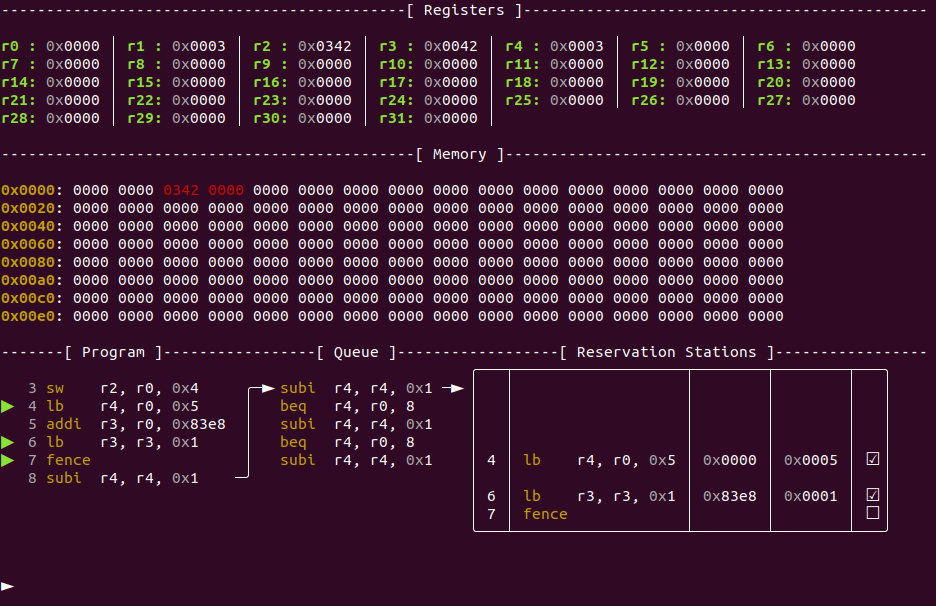 [ Registers ]
r0 : 0x0000 r1 : 0x0003 r2 : 0x0342 r3 : 0x0042 r4 : 0x0003 r5 : 0x0000 r6 : 0x0000
r7 : 0x0000 r8 : 0x0000 r9 : 0x0000 r10: 0x0000 r11: 0x0000 r12: 0x0000 r13: 0x0000
r14: 0x0000 r15: 0x0000 r16: 0x0000 r17: 0x0000 r18: 0x0000 r19: 0x0000 r20: 0x0000
r21: 0x0000 r22: 0x0000 r23: 0x0000 r24: 0x0000 r25: 0x0000 r26: 0x0000 r27: 0x0000
r28: 0x0000 r29: 0x0000 r30: 0x0000 r31: 0x0000
[ Memory ]
0x0000: 0000 0000 0342 0000 0000 0000 0000 0000 0000 0000 0000 0000 0000 0000 0000 0000
0x0020: 0000 0000 0000 0000 0000 0000 0000 0000 0000 0000 0000 0000 0000 0000 0000 0000
0x0040: 0000 0000 0000 0000 0000 0000 0000 0000 0000 0000 0000 0000 0000 0000 0000 0000
0x0060: 0000 0000 0000 0000 0000 0000 0000 0000 0000 0000 0000 0000 0000 0000 0000 0000
0x0080: 0000 0000 0000 0000 0000 0000 0000 0000 0000 0000 0000 0000 0000 0000 0000 0000
0x00a0: 0000 0000 0000 0000 0000 0000 0000 0000 0000 0000 0000 0000 0000 0000 0000 0000
0x00c0: 0000 0000 0000 0000 0000 0000 0000 0000 0000 0000 0000 0000 0000 0000 0000 0000
0x00e0: 0000 0000 0000 0000 0000 0000 0000 0000 0000 0000 0000 0000 0000 0000 0000 0000
[ Program ] [ Queue ] [ Reservation Stations ]
3 sw r2, r0, 0x4 subi r4, r4, 0x1
4 lb r4, r0, 0x5 beq r4, r0, 8
5 addi r3, r0, 0x83e8 subi r4, r4, 0x1
6 lb r3, r3, 0x1 beq r4, r0, 8
7 fence subi r4, r4, 0x1 4 lb r4, r0, 0x5 0x0000 0x0005 ☑
8 subi r4, r4, 0x1
6 lb r3, r3, 0x1 0x83e8 0x0001 ☑
7 fence ☐